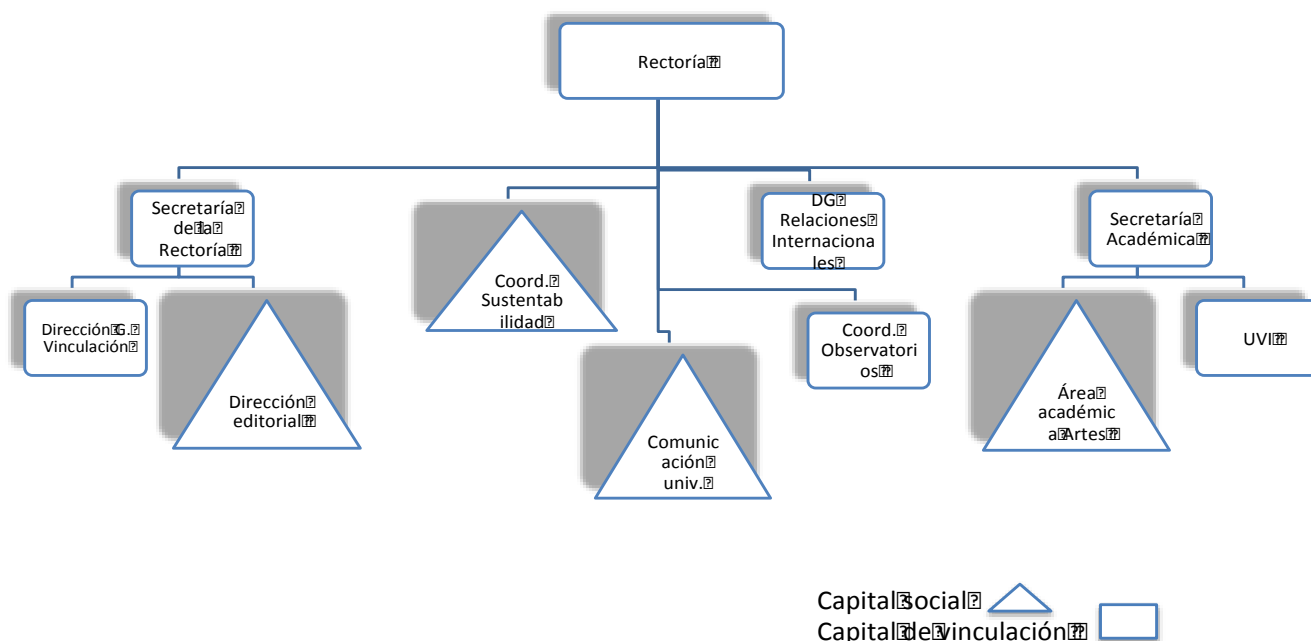 Rectoría
Secretaría
de la
Rectoría
Coord.
Sustentab
ilidad
DG
Relaciones
Internaciona
les
Secretaría
Académica
Dirección G.
Vinculación
Dirección
editorial
Comunic
ación
univ.
Coord.
Observatori
os
Área
académic
a Artes
UVI
Capital social
Capital de vinculación